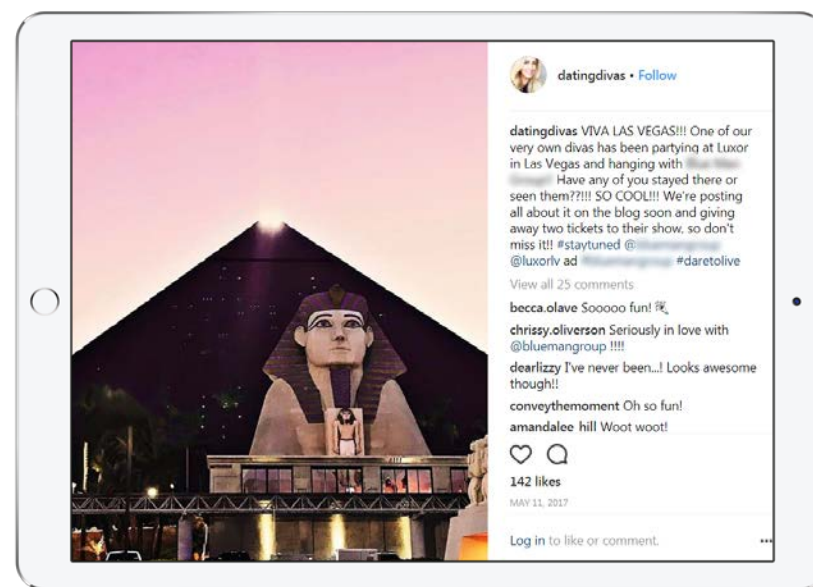 datingdivas • Follow
datingdivas VIVA LAS VEGAS!!! One of our
very own divas has been partying at Luxor
in Las Vegas and hanging with
Have any of you stayed there or
seen them??!!! SO COOL!!! We're posting
all about it on the blog soon and giving
away two tickets to their show, so don't
miss it!! #staytuned @
@luxorlv ad #daretolive
View all 25 comments
becca.olave Sooooo fun!
chrissy.oliverson Seriously in love with
@bluemangroup !!!!
dearlizzy I've never been...! Looks awesome
though!!
conveythemoment Oh so fun!
amandalee_hill Woot woot!
142 likes
MAY 11, 2017
Log in to like or comment.